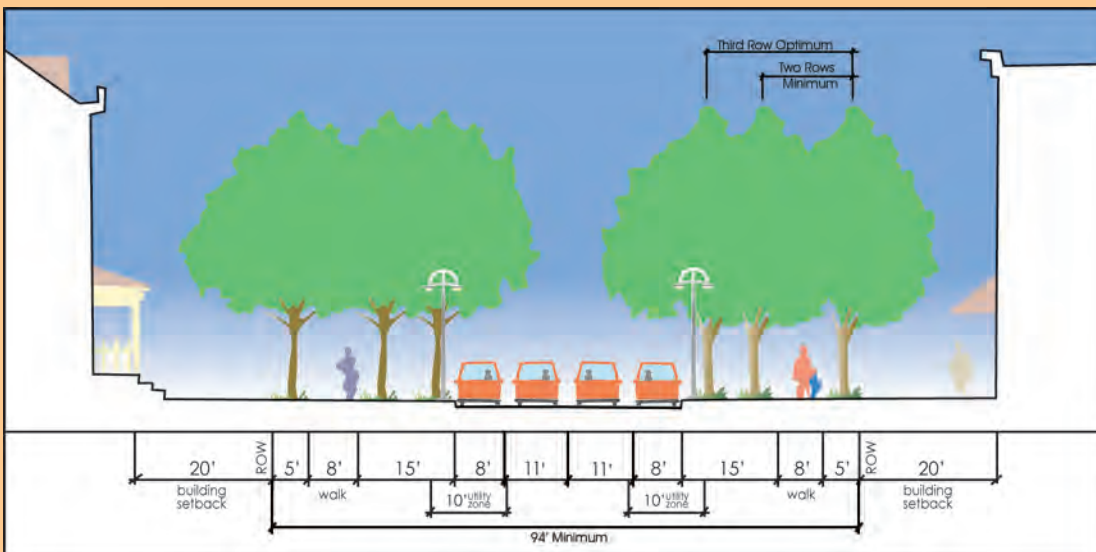 Third Row Optimum
Two Rows
Minimum
20' ROW 5' 8' 15' 8' 11' 11' 8' 15' 8' 5' ROW 20'
building setback
walk
10' utility zone
10' utility zone
walk
building setback
94' Minimum